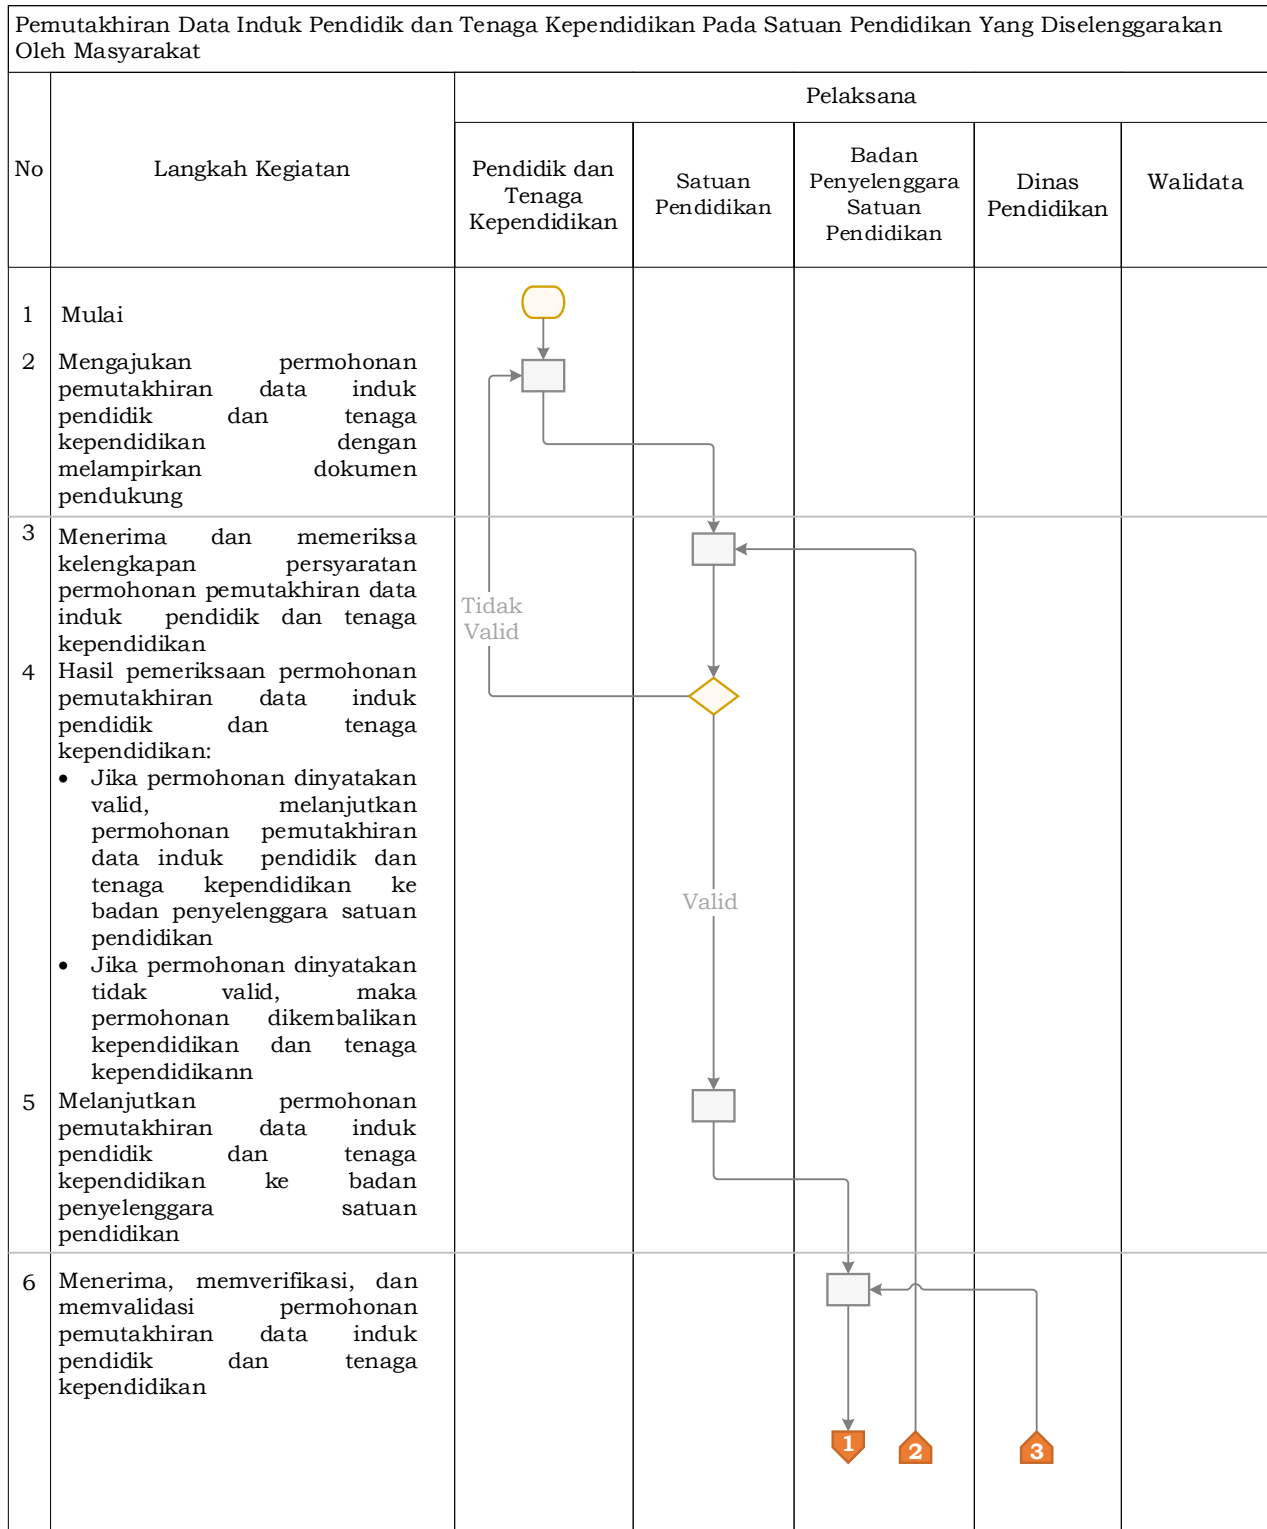 Pemutakhiran Data Induk Pendidik dan Tenaga Kependidikan Pada Satuan Pendidikan Yang Diselenggarakan
Oleh Masyarakat
No
Langkah Kegiatan
Pelaksana
Pendidik dan
Tenaga
Kependidikan
Satuan
Pendidikan
Badan
Penyelenggara
Satuan
Pendidikan
Dinas
Pendidikan
Walidata
1 Mulai
2 Mengajukan permohonan
pemutakhiran data induk
pendidik dan tenaga
kependidikan dengan
melampirkan dokumen
pendukung
3 Menerima dan memeriksa
kelengkapan persyaratan
permohonan pemutakhiran data
induk pendidik dan tenaga
kependidikan
Tidak
Valid
4 Hasil pemeriksaan permohonan
pemutakhiran data induk
pendidik dan tenaga
kependidikan:
• Jika permohonan dinyatakan
valid, melanjutkan
permohonan pemutakhiran
data induk pendidik dan
tenaga kependidikan ke
badan penyelenggara satuan
pendidikan
• Jika permohonan dinyatakan
tidak valid, maka
permohonan dikembalikan
kependidikan dan tenaga
kependidikann
Valid
5 Melanjutkan permohonan
pemutakhiran data induk
pendidik dan tenaga
kependidikan ke badan
penyelenggara satuan
pendidikan
6 Menerima, memverifikasi, dan
memvalidasi permohonan
pemutakhiran data induk
pendidik dan tenaga
kependidikan
1
2
3